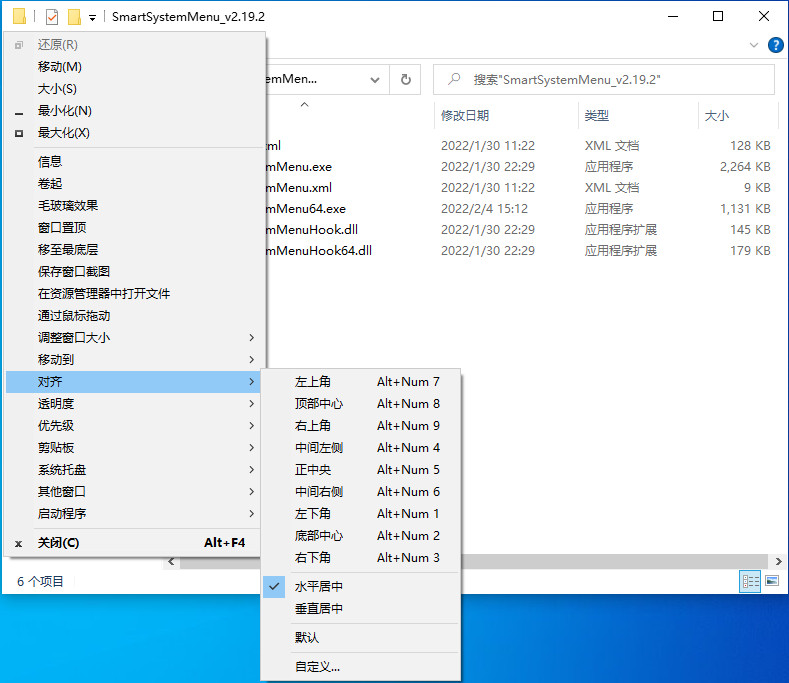 SmartSystemMenu_v2.19.2
还原(R)
移动(M)
大小(S)
最小化(N)
最大化(X)
信息
卷起
毛玻璃效果
窗口置顶
移至最底层
保存窗口截图
在资源管理器中打开文件
通过鼠标拖动
调整窗口大小
移动到
对齐
透明度
优先级
剪贴板
系统托盘
其他窗口
启动程序
关闭(C) Alt+F4
emMen...
搜索"SmartSystemMenu_v2.19.2"
修改日期 类型 大小
ml 2022/1/30 11:22 XML 文档 128 KB
mMenu.exe 2022/1/30 22:29 应用程序 2,264 KB
mMenu.xml 2022/1/30 11:22 XML 文档 9 KB
mMenu64.exe 2022/2/4 15:12 应用程序 1,131 KB
mMenuHook.dll 2022/1/30 22:29 应用程序扩展 145 KB
mMenuHook64.dll 2022/1/30 22:29 应用程序扩展 179 KB
左上角 Alt+Num 7
顶部中心 Alt+Num 8
右上角 Alt+Num 9
中间左侧 Alt+Num 4
正中央 Alt+Num 5
中间右侧 Alt+Num 6
左下角 Alt+Num 1
底部中心 Alt+Num 2
右下角 Alt+Num 3
水平居中
垂直居中
默认
自定义...
6 个项目